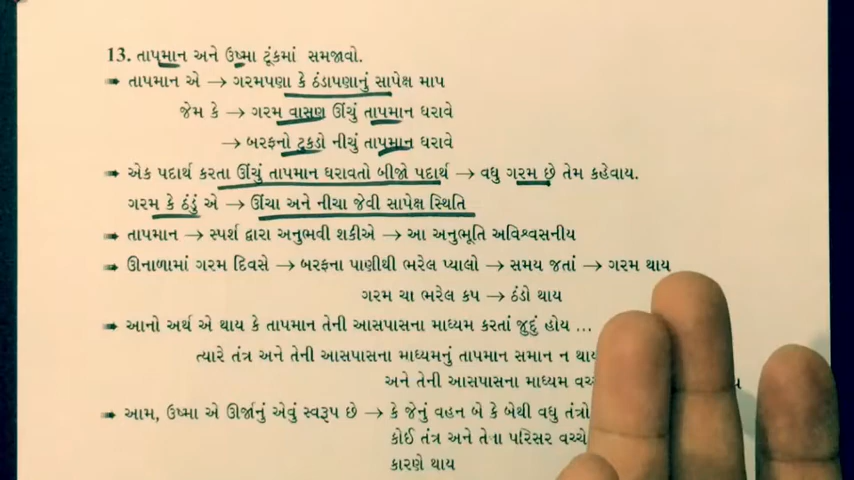 13. તાપમાન અને ઉષ્મા ટૂંકમાં સમજાવો.
➠ તાપમાન એ → ગરમપણા કે ઠંડાપણાનું સાપેક્ષ માપ
જેમ કે → ગરમ વાસણ ઊંચું તાપમાન ધરાવે
→ બરફનો ટુકડો નીચું તાપમાન ધરાવે
➠ એક પદાર્થ કરતા ઊંચું તાપમાન ધરાવતો બીજો પદાર્થ → વધુ ગરમ છે તેમ કહેવાય.
ગરમ કે ઠંડું એ → ઊંચા અને નીચા જેવી સાપેક્ષ સ્થિતિ
➠ તાપમાન → સ્પર્શ દ્વારા અનુભવી શકીએ → આ અનુભૂતિ અવિશ્વસનીય
➠ ઊનાળામાં ગરમ દિવસે → બરફના પાણીથી ભરેલ પ્યાલો → સમય જતાં → ગરમ થાય
ગરમ ચા ભરેલ કપ → ઠંડો થાય
➠ આનો અર્થ એ થાય કે તાપમાન તેની આસપાસના માધ્યમ કરતાં જુદું હોય ...
ત્યારે તંત્ર અને તેની આસપાસના માધ્યમનું તાપમાન સમાન ન થાય
અને તેની આસપાસના માધ્યમ
➠ આમ, ઉષ્મા એ ઊર્જાનું એવું સ્વરૂપ છે → કે જેનું વહન બે કે બેથી વધુ તંત્રો
કોઈ તંત્ર અને તેના પરિસર વચ્ચે
કારણે થાય